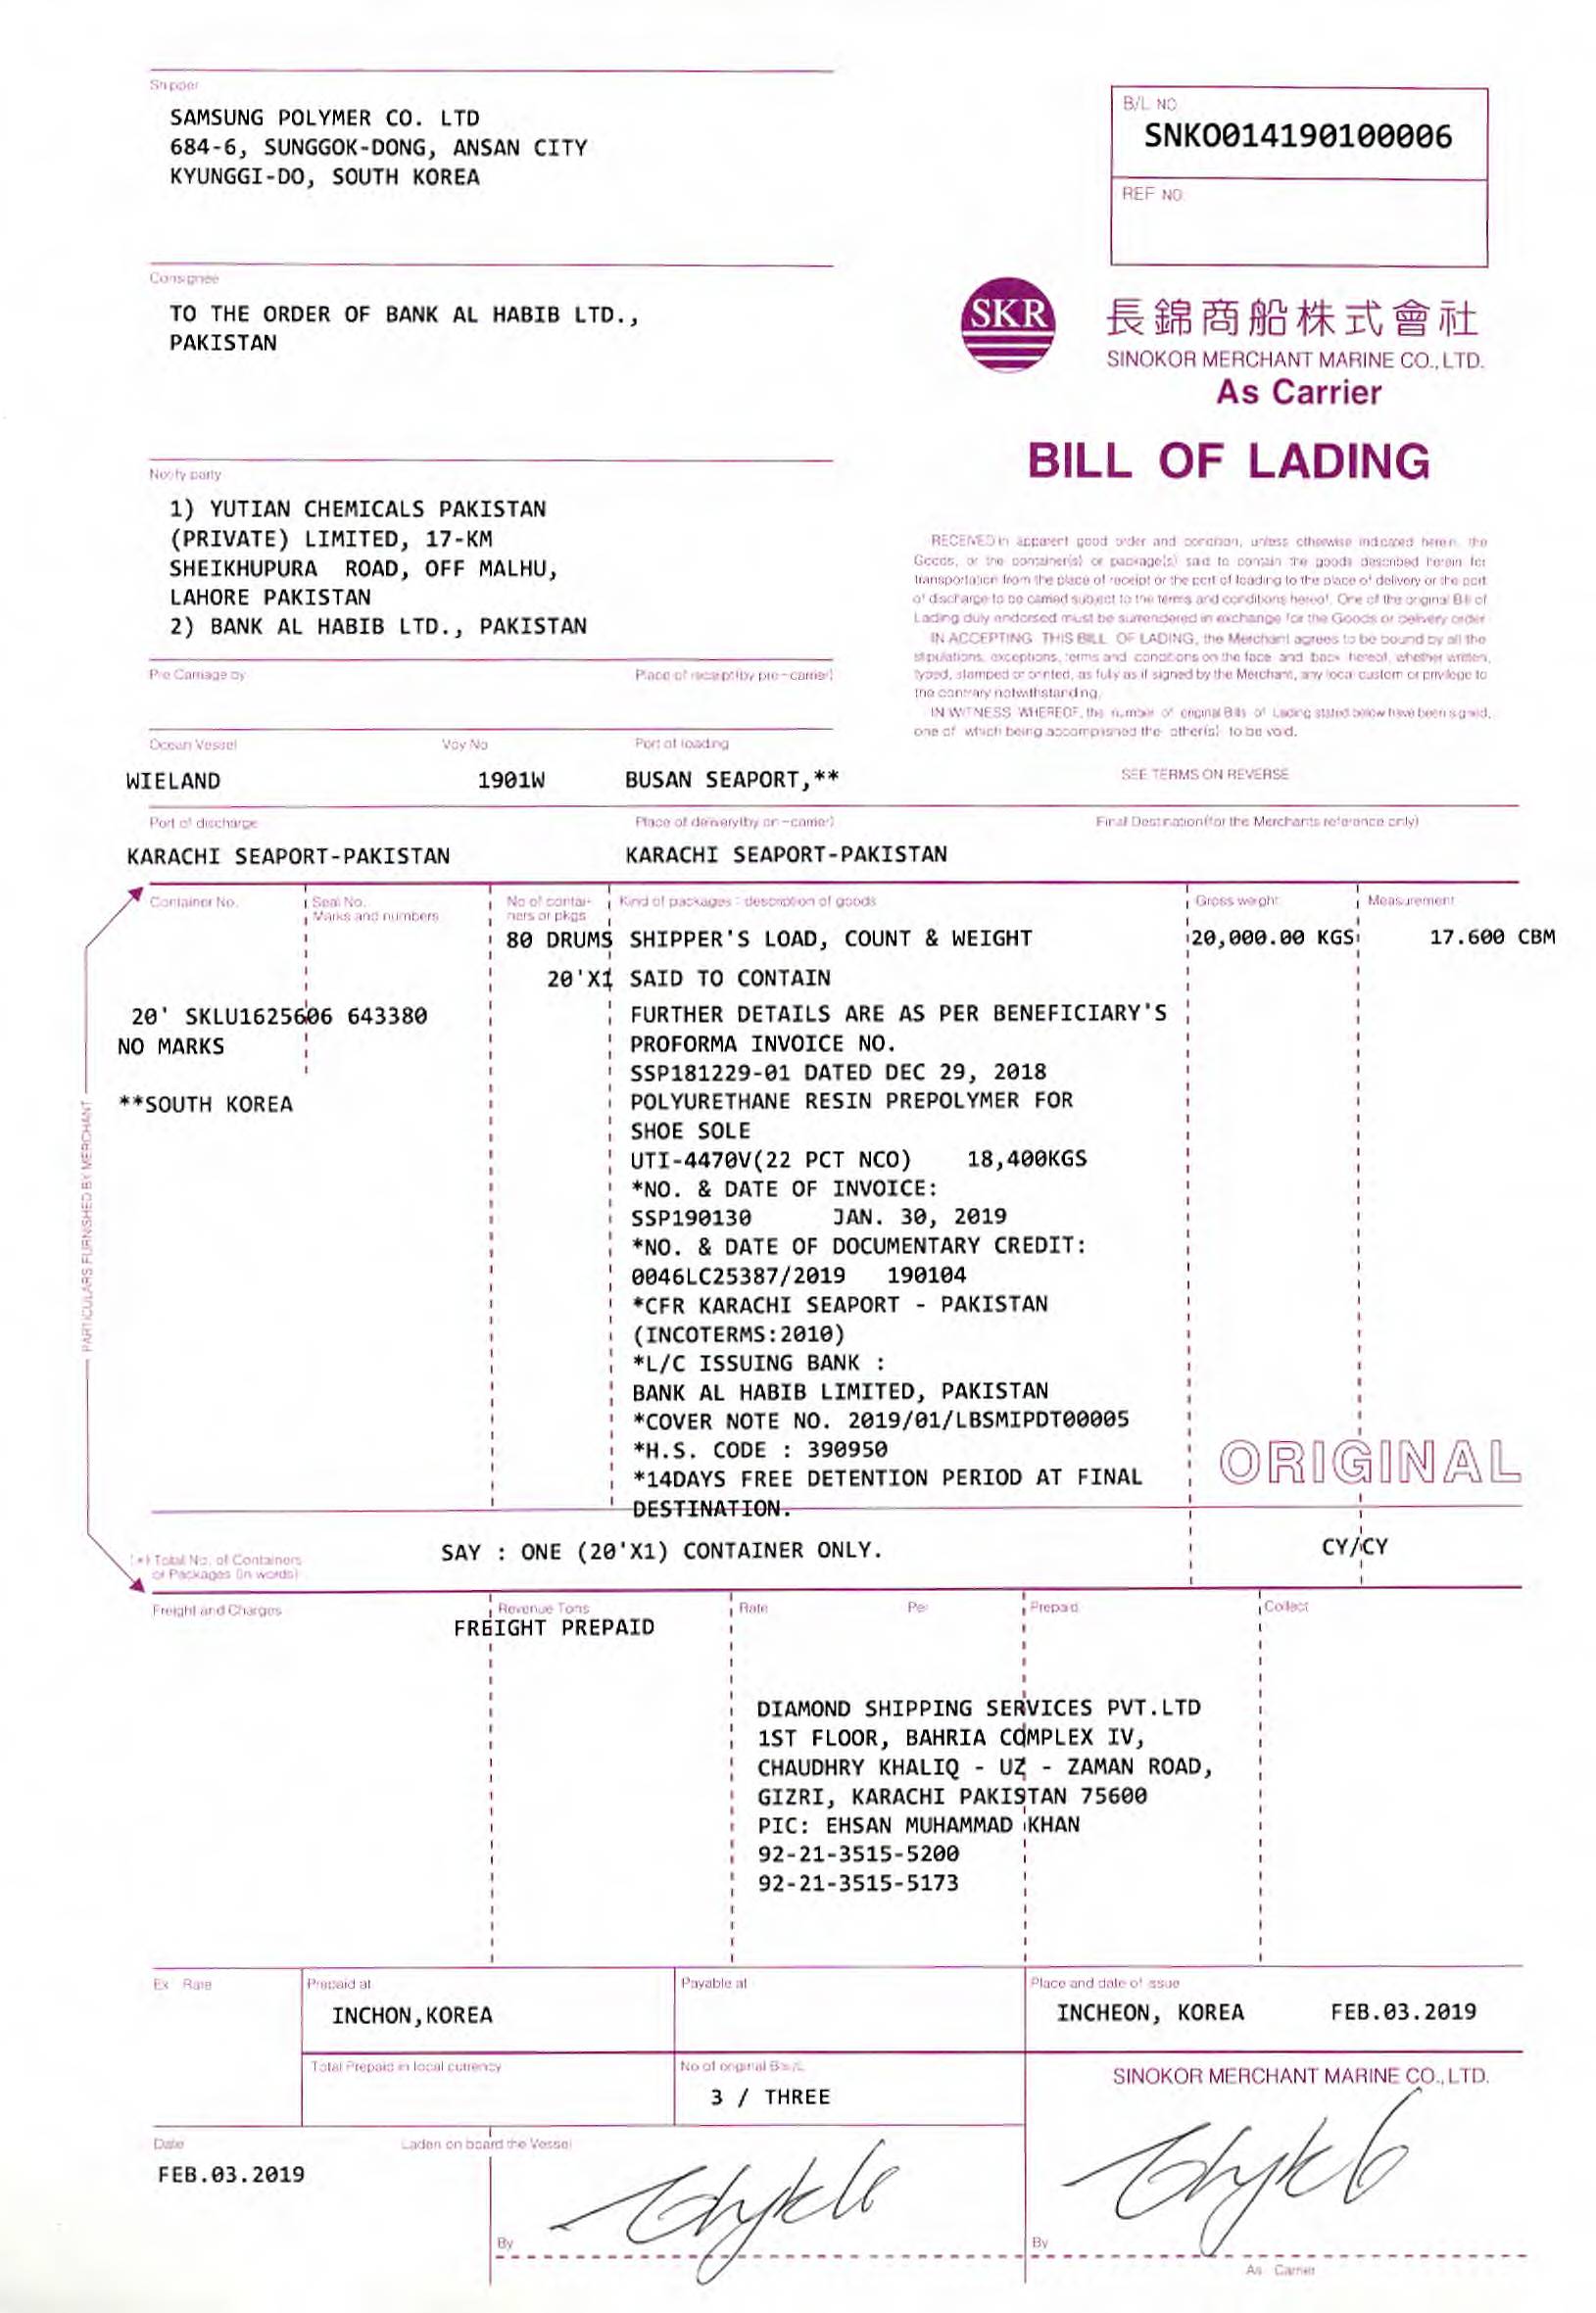 Shipper
SAMSUNG POLYMER CO. LTD
684-6, SUNGGOK-DONG, ANSAN CITY
KYUNGGI-DO, SOUTH KOREA
B/L NO
SNKO014190100006
REF NO.
Consignee
TO THE ORDER OF BANK AL HABIB LTD.,
PAKISTAN
SKR
長錦商船株式會社
SINOKOR MERCHANT MARINE CO., LTD.
As Carrier
BILL OF LADING
Notify party
1) YUTIAN CHEMICALS PAKISTAN
(PRIVATE) LIMITED, 17-KM
SHEIKHUPURA ROAD, OFF MALHU,
LAHORE PAKISTAN
2) BANK AL HABIB LTD., PAKISTAN
RECEIVED in apparent good order and condition, unless otherwise indicated herein, the
Goods, or the container(s) or package(s) said to contain the goods described herein for
transportation from the place of receipt or the port of loading to the place of delivery or the port
of discharge to be carried subject to the terms and conditions hereof. One of the original Bill of
Lading duly endorsed must be surrendered in exchange for the Goods or delivery order
IN ACCEPTING THIS BILL OF LADING, the Merchant agrees to be bound by all the
stipulations, exceptions, terms and conditions on the face and back hereof, whether written,
typed, stamped or printed, as fully as if signed by the Merchant, any local custom or privilege to
the contrary notwithstanding.
IN WITNESS WHEREOF, the number of original Bills of Lading stated below have been signed,
one of which being accomplished the other(s) to be void.
SEE TERMS ON REVERSE
Pre Carriage by
Place of receipt(by pre-carrier)
Ocean Vessel Voy No Port of loading
WIELAND 1901W BUSAN SEAPORT,**
Port of discharge Place of delivery(by on-carrier) Final Destination(for the Merchants reference only)
KARACHI SEAPORT-PAKISTAN KARACHI SEAPORT-PAKISTAN
Container No. Seal No. No of contai- Kind of packages : description of goods Gross weight Measurement
Marks and numbers ners or pkgs
80 DRUMS SHIPPER'S LOAD, COUNT & WEIGHT 20,000.00 KGS 17.600 CBM
20'X1 SAID TO CONTAIN
20' SKLU1625606 643380 FURTHER DETAILS ARE AS PER BENEFICIARY'S
NO MARKS PROFORMA INVOICE NO.
SSP181229-01 DATED DEC 29, 2018
**SOUTH KOREA POLYURETHANE RESIN PREPOLYMER FOR
SHOE SOLE
UTI-4470V(22 PCT NCO) 18,400KGS
*NO. & DATE OF INVOICE:
SSP190130 JAN. 30, 2019
*NO. & DATE OF DOCUMENTARY CREDIT:
0046LC25387/2019 190104
*CFR KARACHI SEAPORT - PAKISTAN
(INCOTERMS:2010)
*L/C ISSUING BANK :
BANK AL HABIB LIMITED, PAKISTAN
*COVER NOTE NO. 2019/01/LBSMIPDT00005
*H.S. CODE : 390950
*14DAYS FREE DETENTION PERIOD AT FINAL
DESTINATION.
ORIGINAL
PARTICULARS FURNISHED BY MERCHANT
(*) Total No. of Containers
or Packages (in words)
SAY : ONE (20'X1) CONTAINER ONLY. CY/CY
Freight and Charges Revenue Tons Rate Per Prepaid Collect
FREIGHT PREPAID
DIAMOND SHIPPING SERVICES PVT.LTD
1ST FLOOR, BAHRIA COMPLEX IV,
CHAUDHRY KHALIQ - UZ - ZAMAN ROAD,
GIZRI, KARACHI PAKISTAN 75600
PIC: EHSAN MUHAMMAD KHAN
92-21-3515-5200
92-21-3515-5173
Ex. Rate Prepaid at Payable at Place and date of issue
INCHON,KOREA INCHEON, KOREA FEB.03.2019
Total Prepaid in local currency No of original Bs/L
3 / THREE
SINOKOR MERCHANT MARINE CO., LTD.
Date Laden on board the Vessel
FEB.03.2019
By By
As Carrier